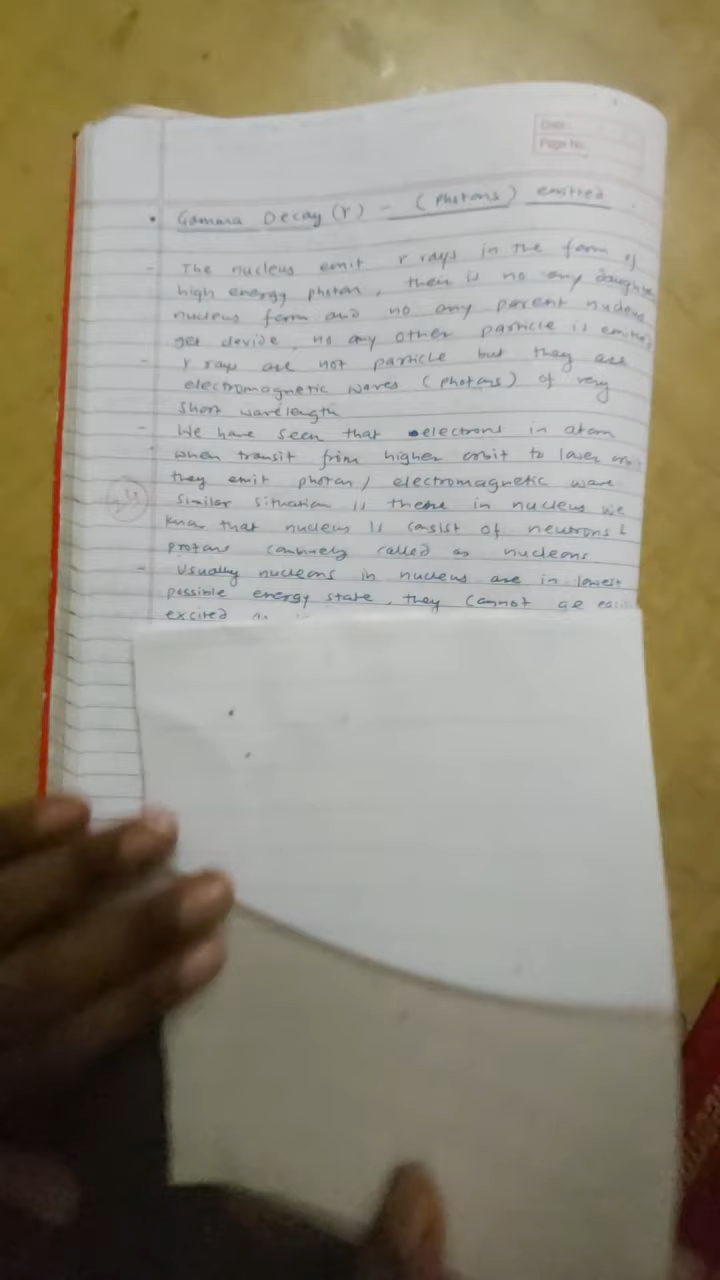 Date:
Page No.
• Gamma Decay (r) - (Photons) emitted
- The nucleus emit r rays in the form of
high energy photon, their is no any daughter
nucleus form and no any parent nucleus
get devide, no any other particle is emitted
- r rays are not particle but they are
electromagnetic waves (photons) of very
short wavelength
- We have seen that electrons in atom
when transit from higher orbit to lower orbit
they emit photon / electromagnetic wave
similar situation is there in nucleus we
know that nucleus is consist of neutrons &
protons commonly called as nucleons
- Usually nucleons in nucleus are in lowest
possible energy state, they cannot ge
excited